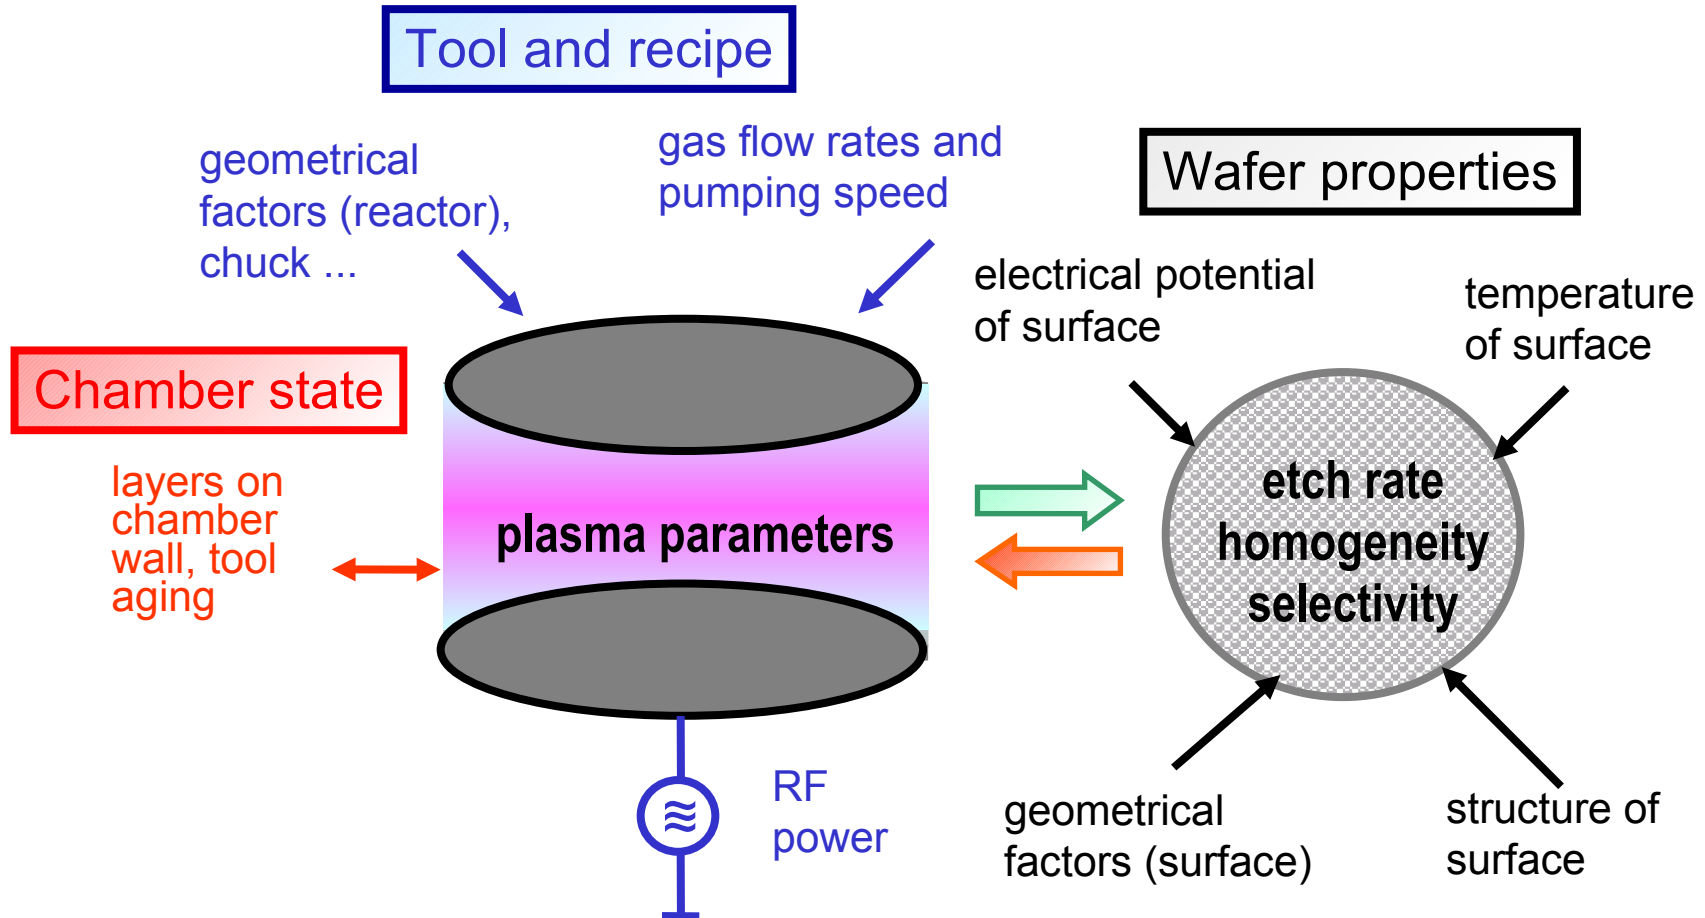 Tool and recipe
geometrical
factors (reactor),
chuck ...
gas flow rates and
pumping speed
Wafer properties
electrical potential
of surface
temperature
of surface
Chamber state
layers on
chamber
wall, tool
aging
plasma parameters
etch rate
homogeneity
selectivity
RF
power
geometrical
factors (surface)
structure of
surface